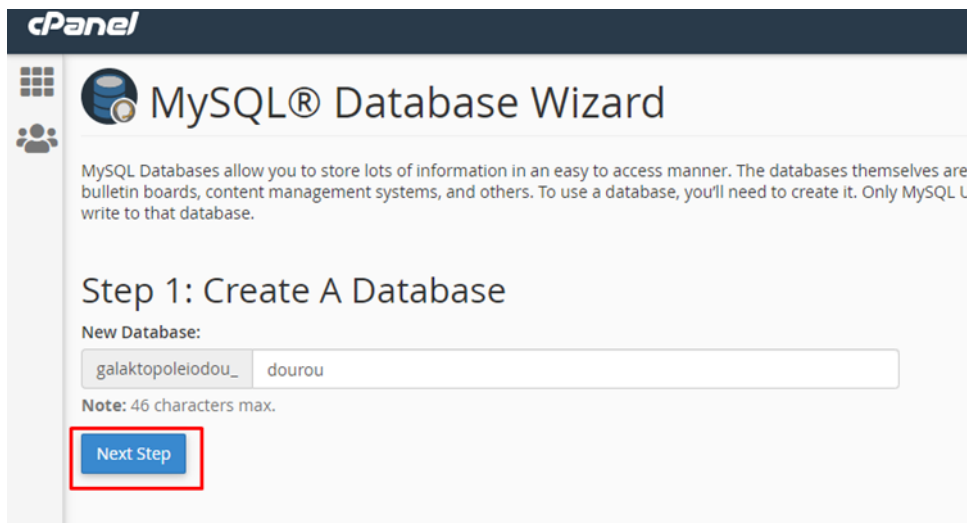 cPanel
MySQL® Database Wizard
MySQL Databases allow you to store lots of information in an easy to access manner. The databases themselves are
bulletin boards, content management systems, and others. To use a database, you’ll need to create it. Only MySQL
write to that database.
Step 1: Create A Database
New Database:
galaktopoleiodou_ dourou
Note: 46 characters max.
Next Step